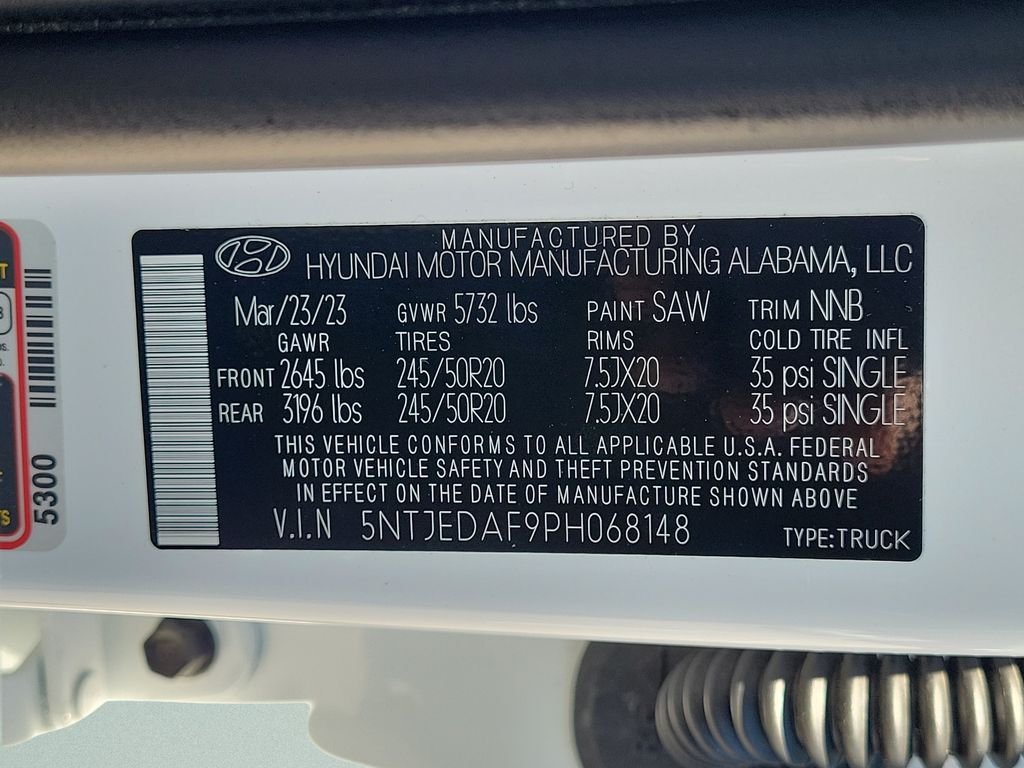 MANUFACTURED BY
HYUNDAI MOTOR MANUFACTURING ALABAMA, LLC
Mar/23/23 GVWR 5732 lbs PAINT SAW TRIM NNB
GAWR TIRES RIMS COLD TIRE INFL
FRONT 2645 lbs 245/50R20 7.5JX20 35 psi SINGLE
REAR 3196 lbs 245/50R20 7.5JX20 35 psi SINGLE
THIS VEHICLE CONFORMS TO ALL APPLICABLE U.S.A. FEDERAL
MOTOR VEHICLE SAFETY AND THEFT PREVENTION STANDARDS
IN EFFECT ON THE DATE OF MANUFACTURE SHOWN ABOVE
V.I.N 5NTJEDAF9PH068148 TYPE:TRUCK
5300